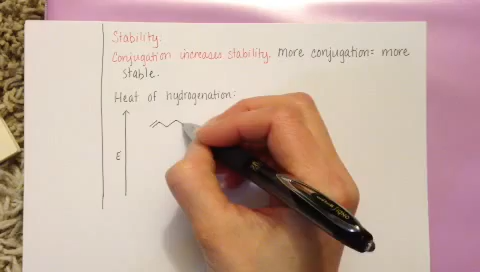 Stability:
Conjugation increases stability. more conjugation= more
stable.
Heat of hydrogenation:
E